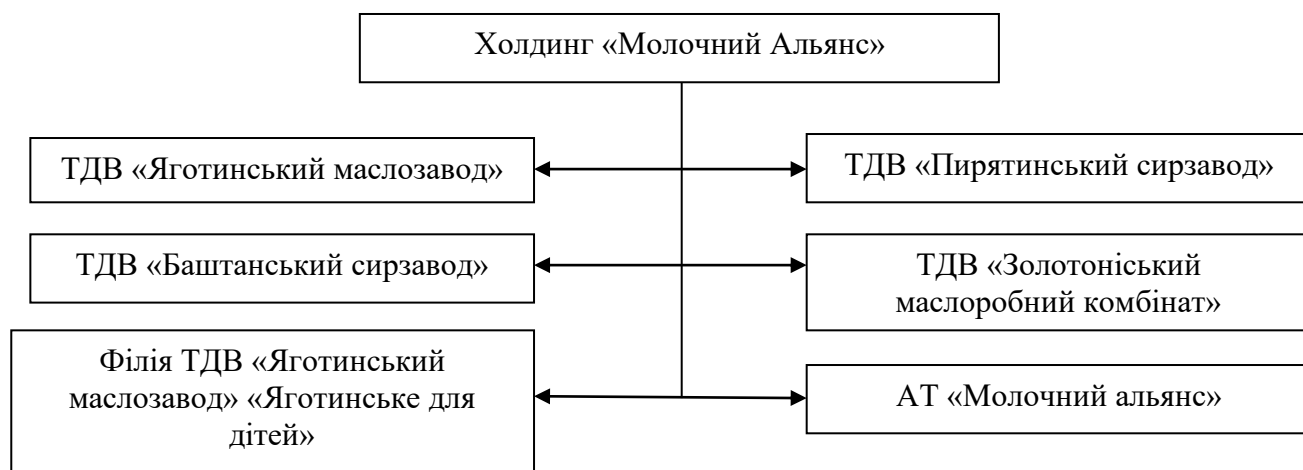 Холдинг «Молочний Альянс»
ТДВ «Яготинський маслозавод»
ТДВ «Пирятинський сирзавод»
ТДВ «Баштанський сирзавод»
ТДВ «Золотоніський
маслоробний комбінат»
Філія ТДВ «Яготинський
маслозавод» «Яготинське для
дітей»
АТ «Молочний альянс»